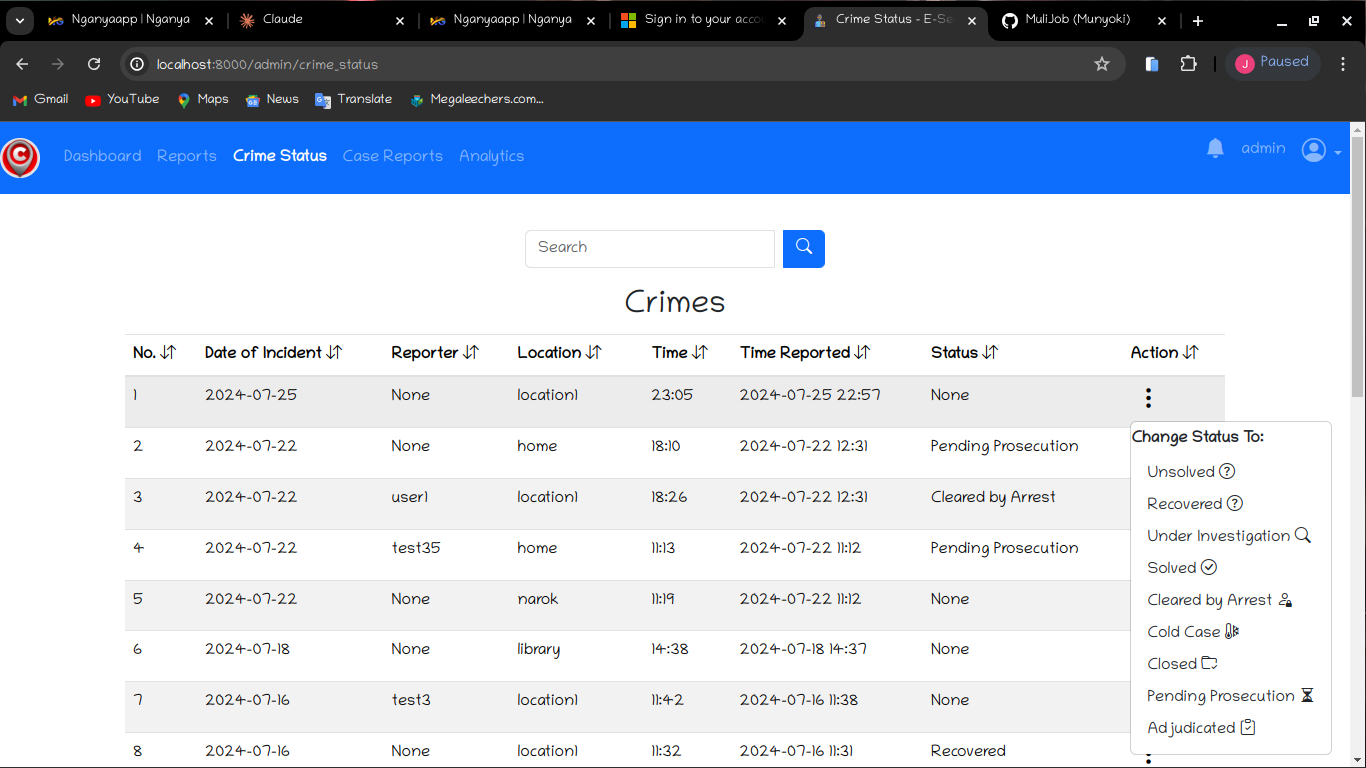 Nganyaapp | Nganya
Claude
Nganyaapp | Nganya
Sign in to your acco
Crime Status - E-Se
MuliJob (Munyoki)
localhost:8000/admin/crime_status
J Paused
Gmail YouTube Maps News Translate Megaleechers.com...
C Dashboard Reports Crime Status Case Reports Analytics admin
Search
Crimes
No. Date of Incident Reporter Location Time Time Reported Status Action
1 2024-07-25 None location1 23:05 2024-07-25 22:57 None
2 2024-07-22 None home 18:10 2024-07-22 12:31 Pending Prosecution
3 2024-07-22 user1 location1 18:26 2024-07-22 12:31 Cleared by Arrest
4 2024-07-22 test35 home 11:13 2024-07-22 11:12 Pending Prosecution
5 2024-07-22 None narok 11:19 2024-07-22 11:12 None
6 2024-07-18 None library 14:38 2024-07-18 14:37 None
7 2024-07-16 test3 location1 11:42 2024-07-16 11:38 None
8 2024-07-16 None location1 11:32 2024-07-16 11:31 Recovered
Change Status To:
Unsolved
Recovered
Under Investigation
Solved
Cleared by Arrest
Cold Case
Closed
Pending Prosecution
Adjudicated